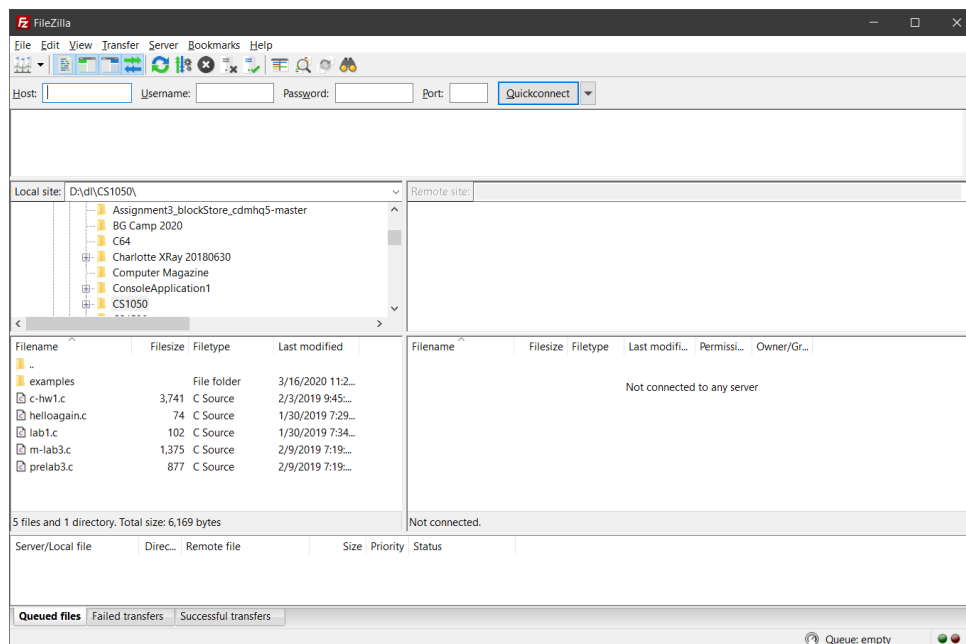 FileZilla
File Edit View Transfer Server Bookmarks Help
Host: Username: Password: Port: Quickconnect
Local site: D:\dl\CS1050\ Remote site:
Assignment3_blockStore_cdmhq5-master
BG Camp 2020
C64
Charlotte XRay 20180630
Computer Magazine
ConsoleApplication1
CS1050
Filename Filesize Filetype Last modified Filename Filesize Filetype Last modifi... Permissi... Owner/Gr...
..
examples File folder 3/16/2020 11:2...
c-hw1.c 3,741 C Source 2/3/2019 9:45:...
helloagain.c 74 C Source 1/30/2019 7:29...
lab1.c 102 C Source 1/30/2019 7:34...
m-lab3.c 1,375 C Source 2/9/2019 7:19:...
prelab3.c 877 C Source 2/9/2019 7:19:...
Not connected to any server
5 files and 1 directory. Total size: 6,169 bytes Not connected.
Server/Local file Direc... Remote file Size Priority Status
Queued files Failed transfers Successful transfers
Queue: empty